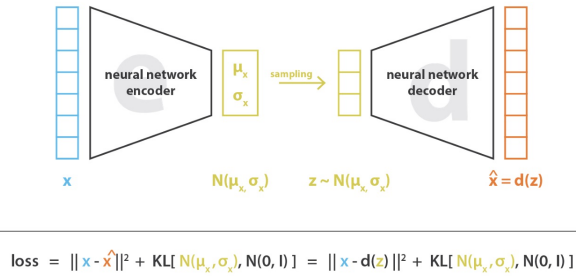 e
d
neural network
encoder
μₓ
σₓ
sampling
neural network
decoder
x
N(μₓ, σₓ)
z ~ N(μₓ, σₓ)
x̂ = d(z)
loss = || x - x̂ ||² + KL[ N(μₓ, σₓ), N(0, I) ] = || x - d(z) ||² + KL[ N(μₓ, σₓ), N(0, I) ]